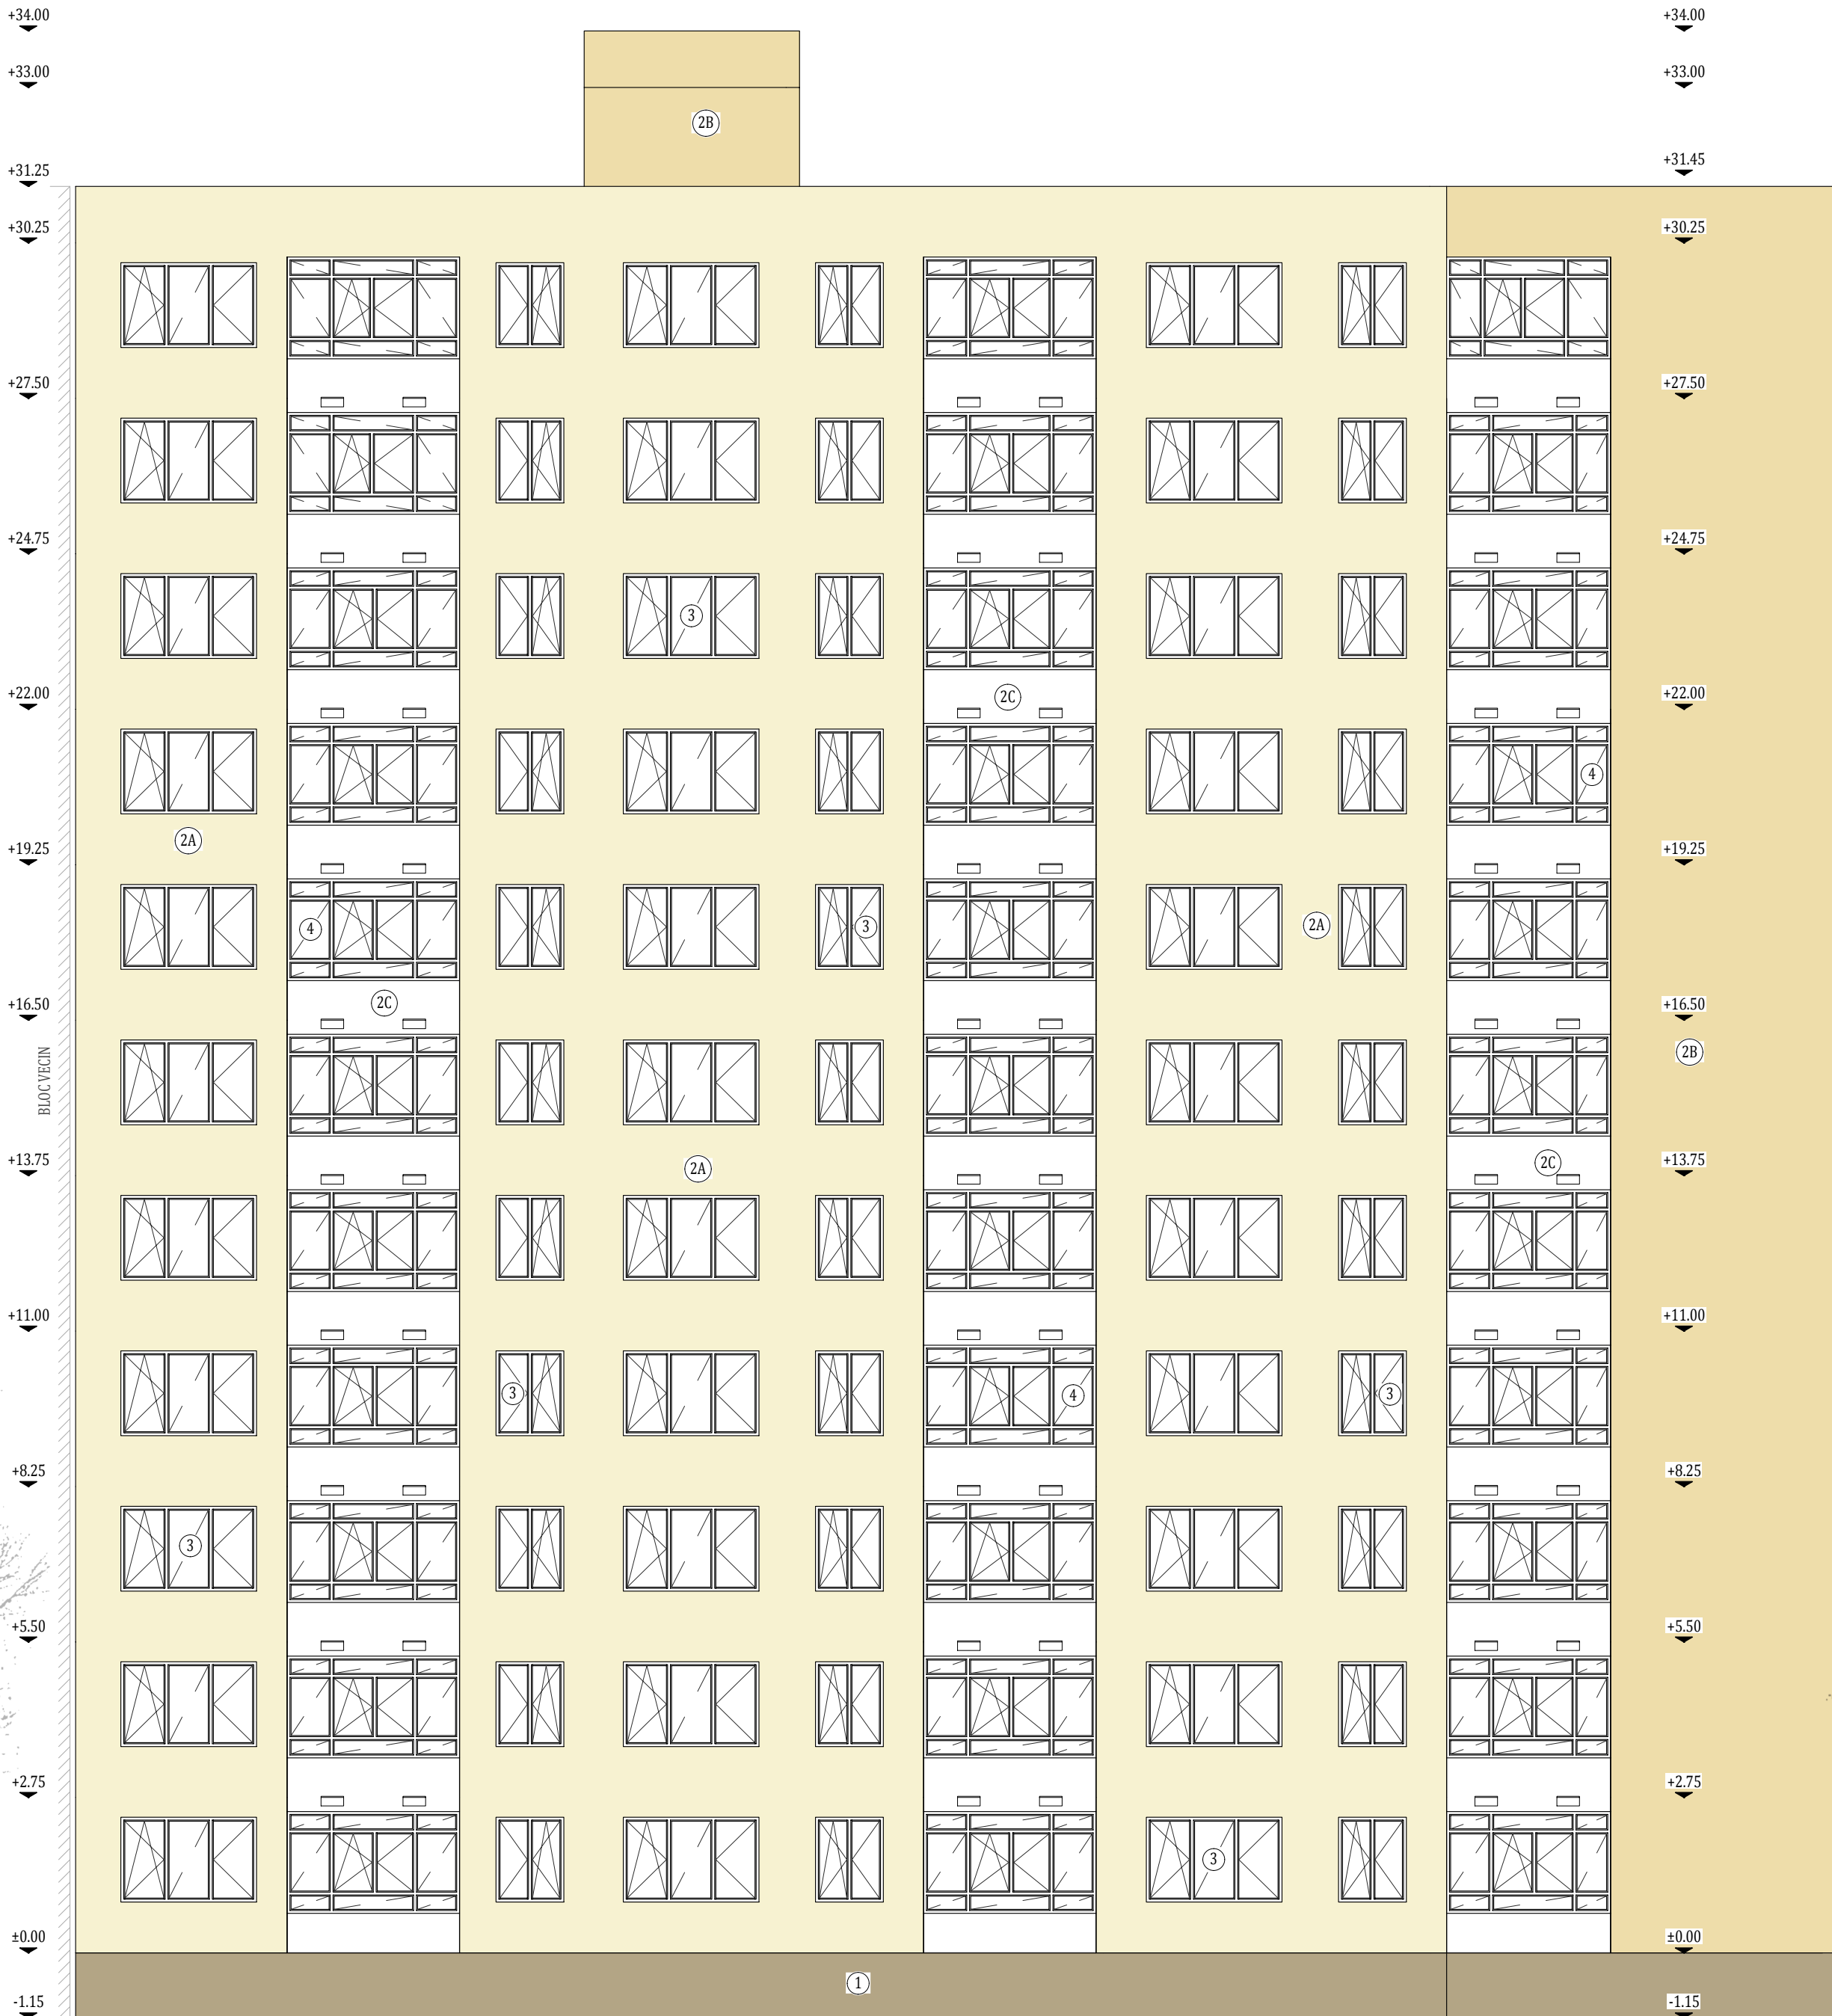 +34.00 +34.00
+33.00 +33.00
2B
+31.25 +31.45
+30.25 +30.25
+27.50 +27.50
+24.75 +24.75
3
+22.00 2C +22.00
4
2A
+19.25 +19.25
4 3 2A
2C
+16.50 +16.50
2B
BLOC VECIN
+13.75 2A 2C +13.75
+11.00 +11.00
3 4 3
+8.25 +8.25
3
+5.50 +5.50
+2.75 +2.75
3
±0.00 ±0.00
1
-1.15 -1.15